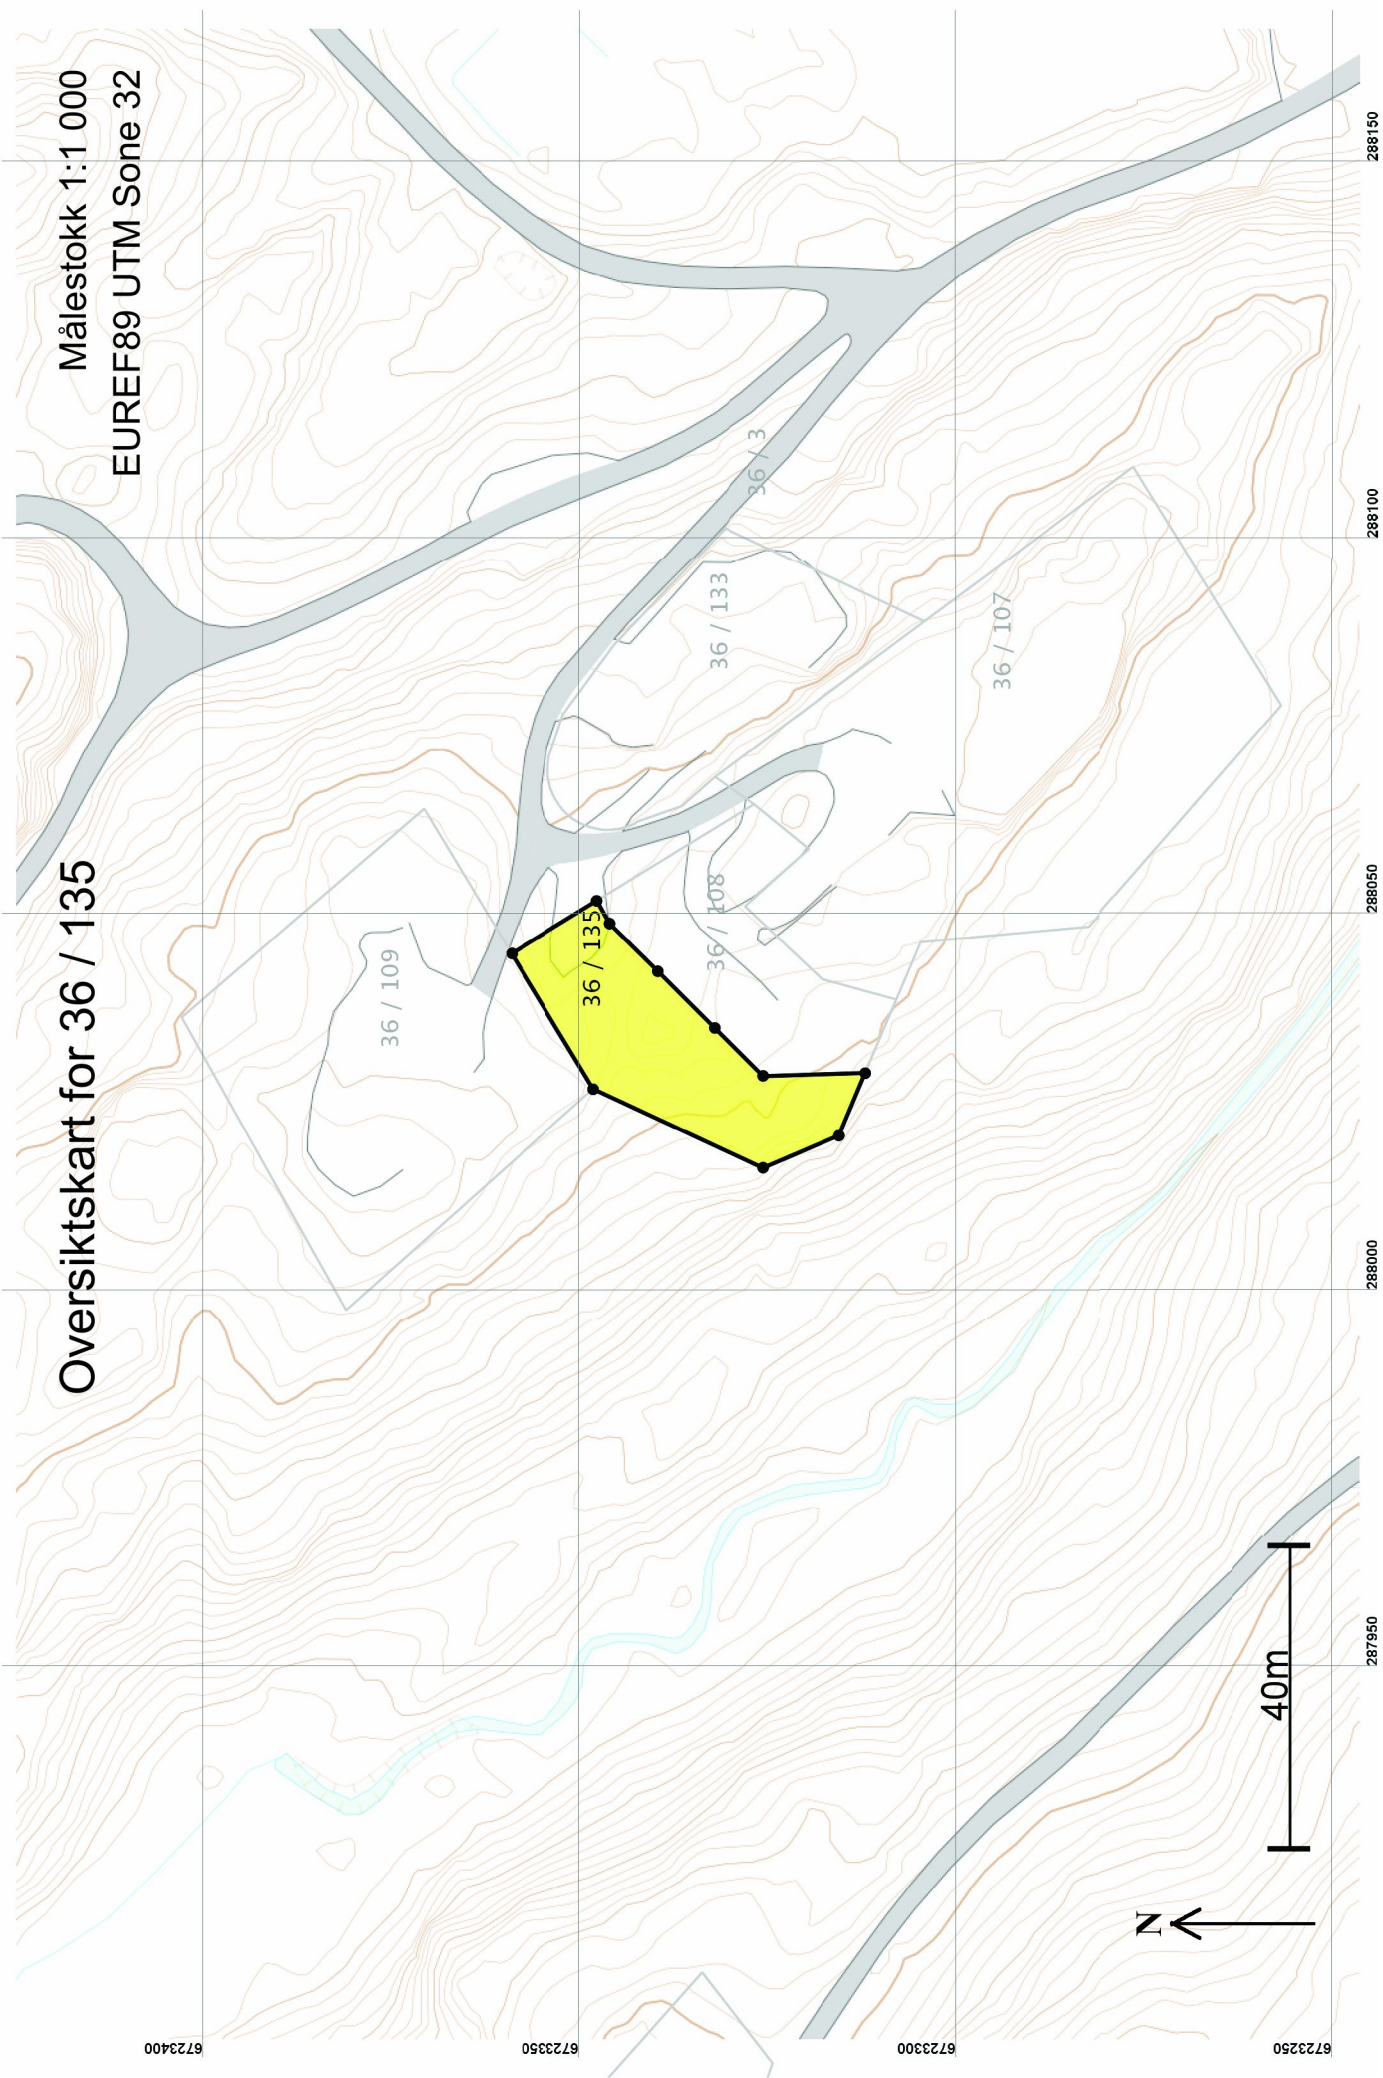 Oversiktskart for 36 / 135
Målestokk 1:1 000
EUREF89 UTM Sone 32
36 / 109
36 / 135
36 / 108
36 / 133
36 / 3
36 / 107
6723400
6723350
6723300
6723250
287950
288000
288050
288100
288150
N
40m